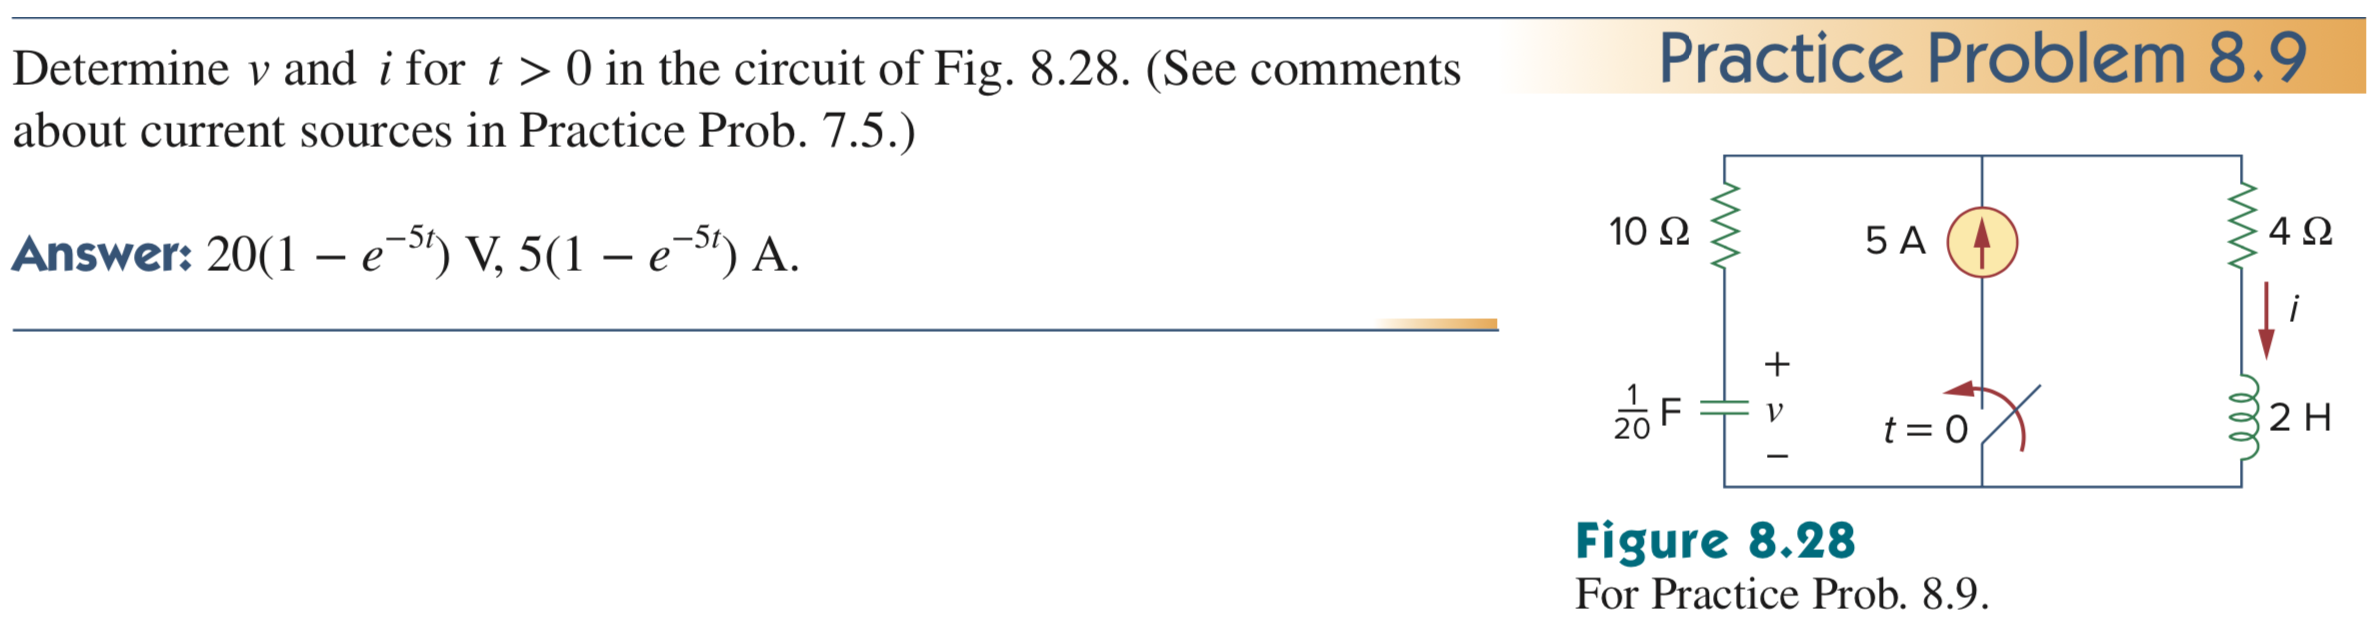 Practice Problem 8.9
Determine v and i for t > 0 in the circuit of Fig. 8.28. (See comments
about current sources in Practice Prob. 7.5.)
Answer: 20(1 − e⁻⁵ᵗ) V, 5(1 − e⁻⁵ᵗ) A.
10 Ω
5 A
4 Ω
i
+
v
−
1/20 F
t = 0
2 H
Figure 8.28
For Practice Prob. 8.9.